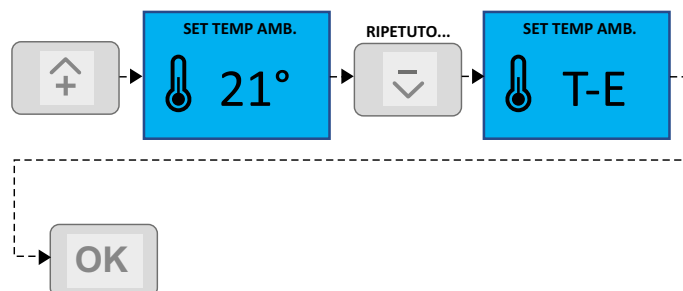 SET TEMP AMB.
21°
RIPETUTO...
SET TEMP AMB.
T-E
OK